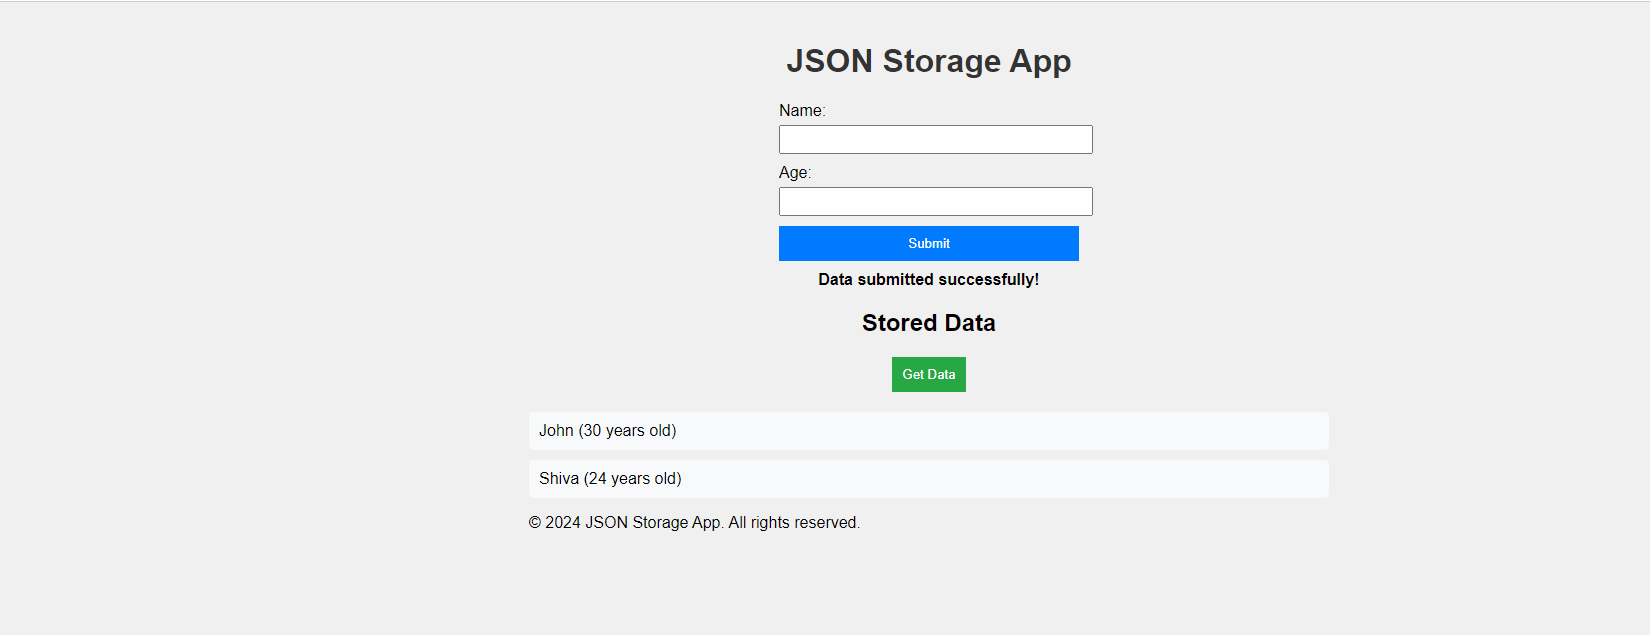 JSON Storage App
Name:
Age:
Submit
Data submitted successfully!
Stored Data
Get Data
John (30 years old)
Shiva (24 years old)
© 2024 JSON Storage App. All rights reserved.